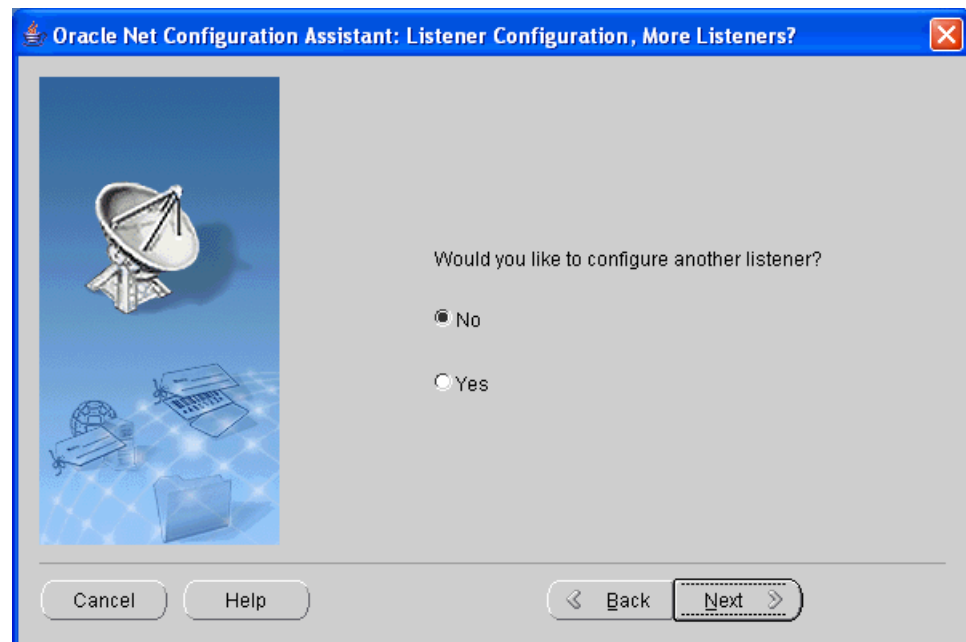 Oracle Net Configuration Assistant: Listener Configuration, More Listeners?
Would you like to configure another listener?
No
Yes
Cancel
Help
Back
Next